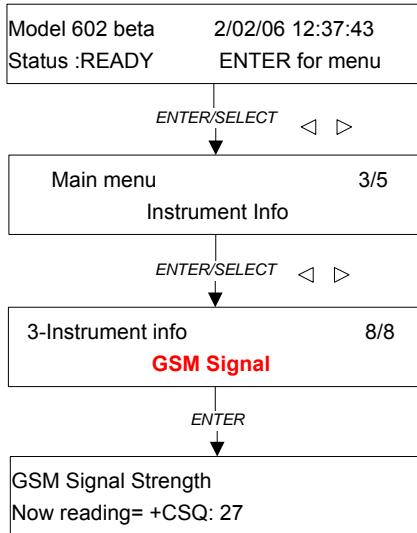 Model 602 beta 2/02/06 12:37:43
Status :READY ENTER for menu
ENTER/SELECT ◁ ▷
Main menu 3/5
Instrument Info
ENTER/SELECT ◁ ▷
3-Instrument info 8/8
GSM Signal
ENTER
GSM Signal Strength
Now reading= +CSQ: 27